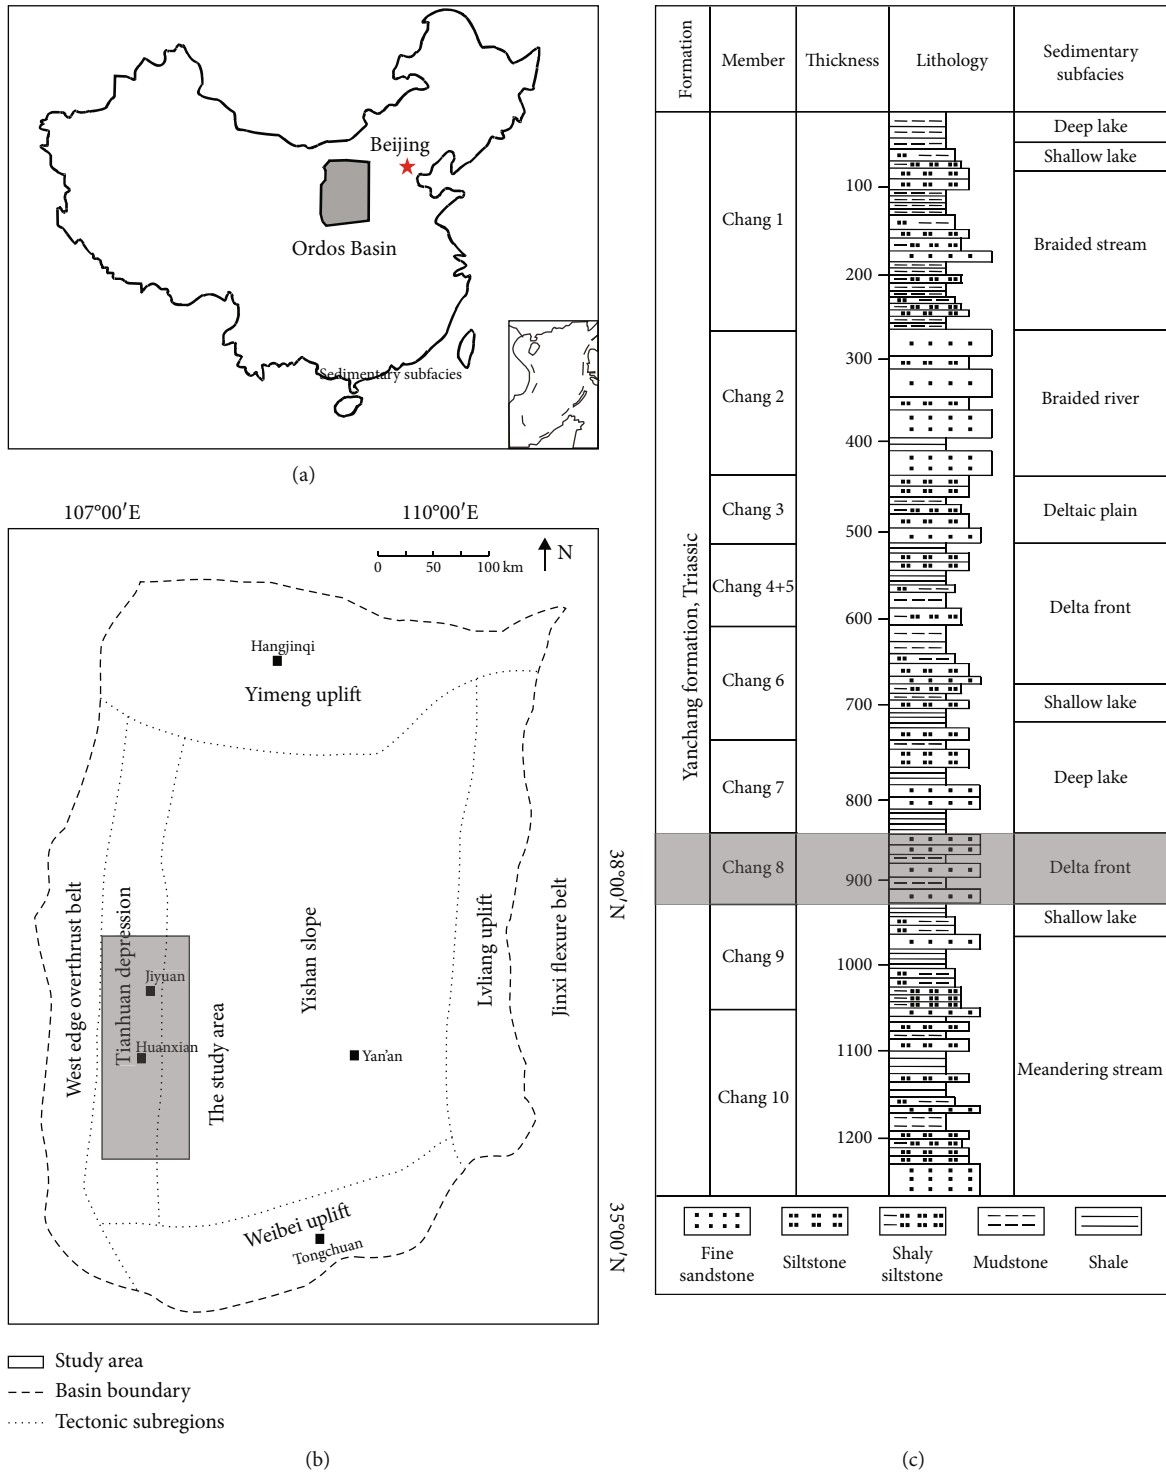 Beijing
Ordos Basin
Sedimentary subfacies
(a)
107°00′E
110°00′E
N
0
50
100 km
Hangjinqi
Yimeng uplift
West edge overthrust belt
Tianhuan depression
Jiyuan
Huanxian
The study area
Yishan slope
Yan'an
Lvliang uplift
Jinxi flexure belt
38°00′N
35°00′N
Weibei uplift
Tongchuan
Study area
Basin boundary
Tectonic subregions
(b)
Formation
Member
Thickness
Lithology
Sedimentary
subfacies
Yanchang formation, Triassic
Chang 1
Chang 2
Chang 3
Chang 4+5
Chang 6
Chang 7
Chang 8
Chang 9
Chang 10
100
200
300
400
500
600
700
800
900
1000
1100
1200
Deep lake
Shallow lake
Braided stream
Braided river
Deltaic plain
Delta front
Shallow lake
Deep lake
Delta front
Shallow lake
Meandering stream
Fine
sandstone
Siltstone
Shaly
siltstone
Mudstone
Shale
(c)